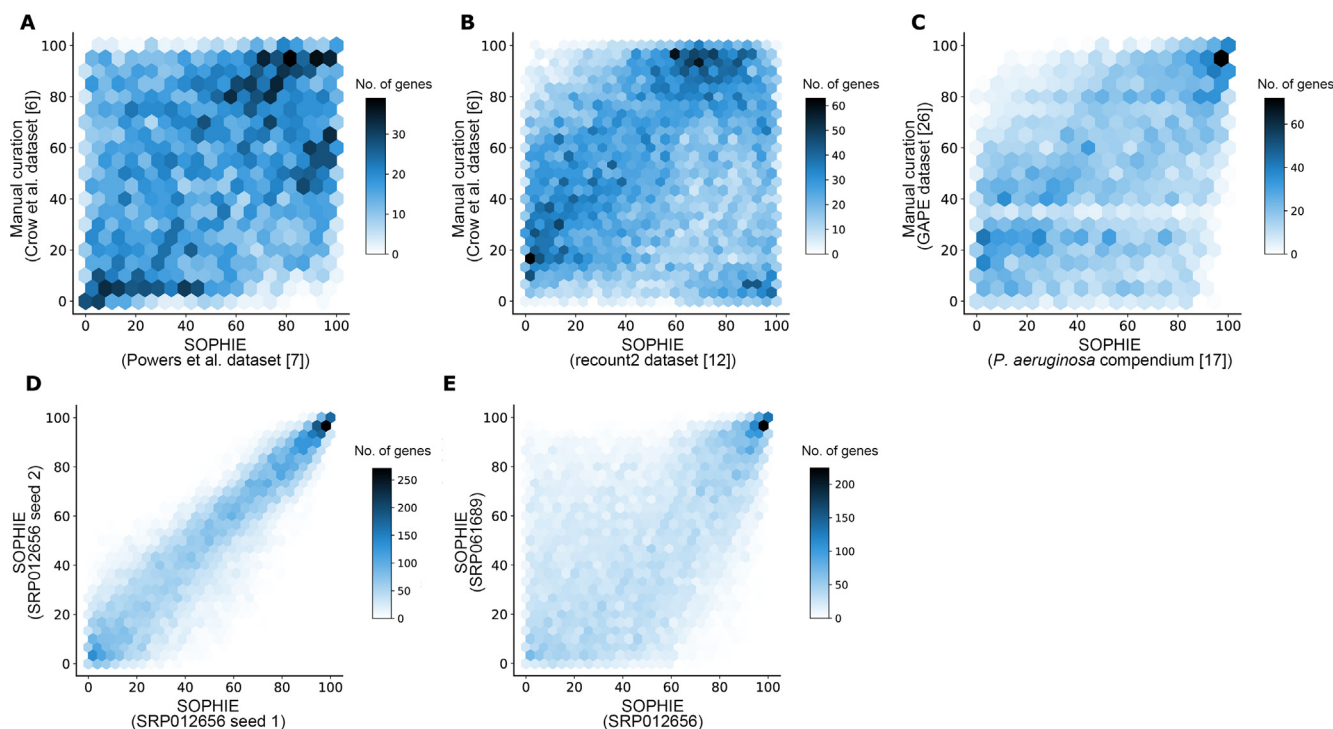 A
Manual curation
(Crow et al. dataset [6])
100
80
60
40
20
0
0 20 40 60 80 100
SOPHIE
(Powers et al. dataset [7])
No. of genes
30
20
10
0
B
Manual curation
(Crow et al. dataset [6])
100
80
60
40
20
0
0 20 40 60 80 100
SOPHIE
(recount2 dataset [12])
No. of genes
60
50
40
30
20
10
0
C
Manual curation
(GAPE dataset [26])
100
80
60
40
20
0
0 20 40 60 80 100
SOPHIE
(P. aeruginosa compendium [17])
No. of genes
60
40
20
0
D
SOPHIE
(SRP012656 seed 2)
100
80
60
40
20
0
0 20 40 60 80 100
SOPHIE
(SRP012656 seed 1)
No. of genes
250
200
150
100
50
0
E
SOPHIE
(SRP061689)
100
80
60
40
20
0
0 20 40 60 80 100
SOPHIE
(SRP012656)
No. of genes
200
150
100
50
0